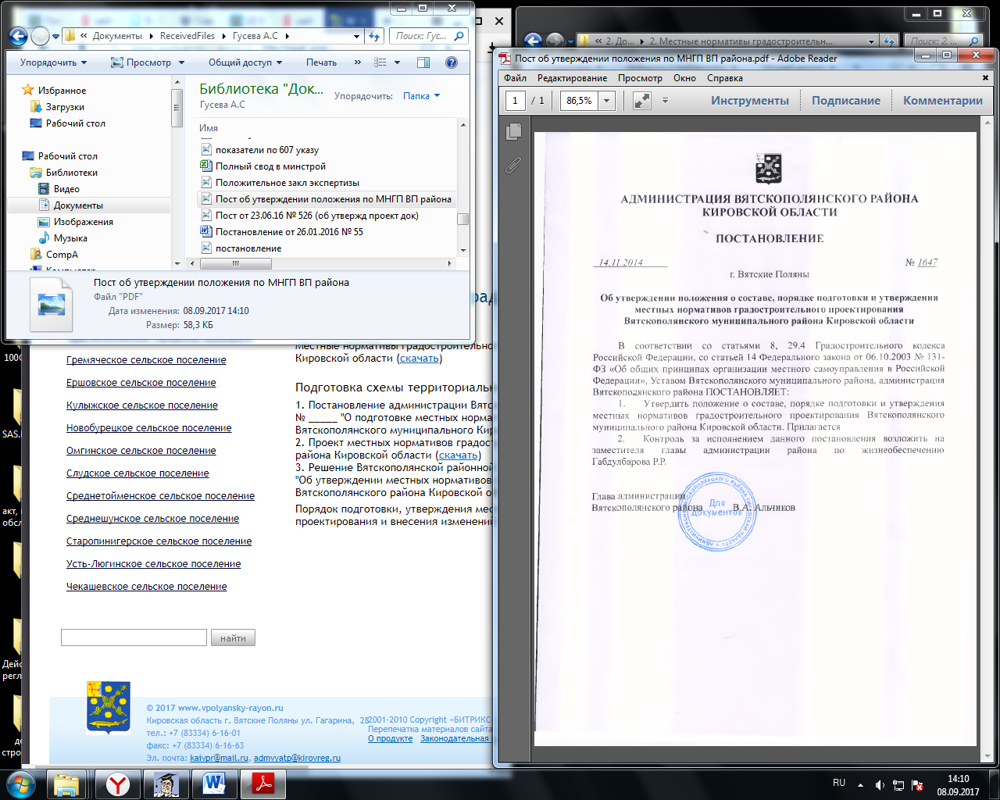 Документы ▸ ReceivedFiles ▸ Гусева А.С ▸
Поиск: Гус...
Упорядочить
Просмотр
Общий доступ
Печать
»
Избранное
Загрузки
Рабочий стол
Рабочий стол
Библиотеки
Видео
Документы
Изображения
Музыка
CompA
Библиотека "Док...
Гусева А.С
Упорядочить: Папка
Имя
показатели по 607 указу
Полный свод в минстрой
Положительное закл экспертизы
Пост об утверждении положения по МНГП ВП района
Пост от 23.06.16 № 526 (об утвержд проект док)
Постановление от 26.01.2016 № 55
постановление
Пост об утверждении положения по МНГП ВП района
Файл "PDF"
Дата изменения: 08.09.2017 14:10
Размер: 58,3 КБ
« 2. До... ▸ 2. Местные нормативы градостроительн...
Поиск: 2. ...
Пост об утверждении положения по МНГП ВП района.pdf - Adobe Reader
Файл Редактирование Просмотр Окно Справка
1 / 1
86,5%
Инструменты
Подписание
Комментарии
АДМИНИСТРАЦИЯ ВЯТСКОПОЛЯНСКОГО РАЙОНА
КИРОВСКОЙ ОБЛАСТИ
ПОСТАНОВЛЕНИЕ
14.11.2014
№ 1647
г. Вятские Поляны
Об утверждении положения о составе, порядке подготовки и утверждения
местных нормативов градостроительного проектирования
Вятскополянского муниципального района Кировской области
В соответствии со статьями 8, 29.4 Градостроительного кодекса
Российской Федерации, со статьей 14 Федерального закона от 06.10.2003 № 131-
ФЗ «Об общих принципах организации местного самоуправления в Российской
Федерации», Уставом Вятскополянского муниципального района, администрация
Вятскополянского района ПОСТАНОВЛЯЕТ:
1. Утвердить положение о составе, порядке подготовки и утверждения
местных нормативов градостроительного проектирования Вятскополянского
муниципального района Кировской области. Прилагается
2. Контроль за исполнением данного постановления возложить на
заместителя главы администрации района по жизнеобеспечению
Габдулбарова Р.Р.
Глава администрации
Вятскополянского района В.А. Альчиков
Для
документов
Местные нормативы градостроительно
Кировской области (скачать)
Подготовка схемы территориальн
1. Постановление администрации Вятс
№ _____ "О подготовке местных норма
Вятскополянского муниципального Кир
2. Проект местных нормативов градост
района Кировской области (скачать)
3. Решение Вятскополянской районной
"Об утверждении местных нормативов
Вятскополянского района Кировской о
Порядок подготовки, утверждения мес
проектирования и внесения изменений
Гремяческое сельское поселение
Ершовское сельское поселение
Кулыжское сельское поселение
Новобурецкое сельское поселение
Омгинское сельское поселение
Слудское сельское поселение
Среднетойменское сельское поселение
Среднешунское сельское поселение
Старопинигерское сельское поселение
Усть-Люгинское сельское поселение
Чекашевское сельское поселение
найти
© 2017 www.vpolyansky-rayon.ru
Кировская область г. Вятские Поляны ул. Гагарина, 28
тел.: +7 (83334) 6-16-01
факс: +7 (83334) 6-16-63
Эл. почта: kaivpr@mail.ru, admvyatp@kirovreg.ru
2001-2010 Copyright «БИТРИКС
Перепечатка материалов сайта
О продукте Законодательная
SAS.
акт,
обсл
Дейс
регл
де
стро
RU
14:10
08.09.2017